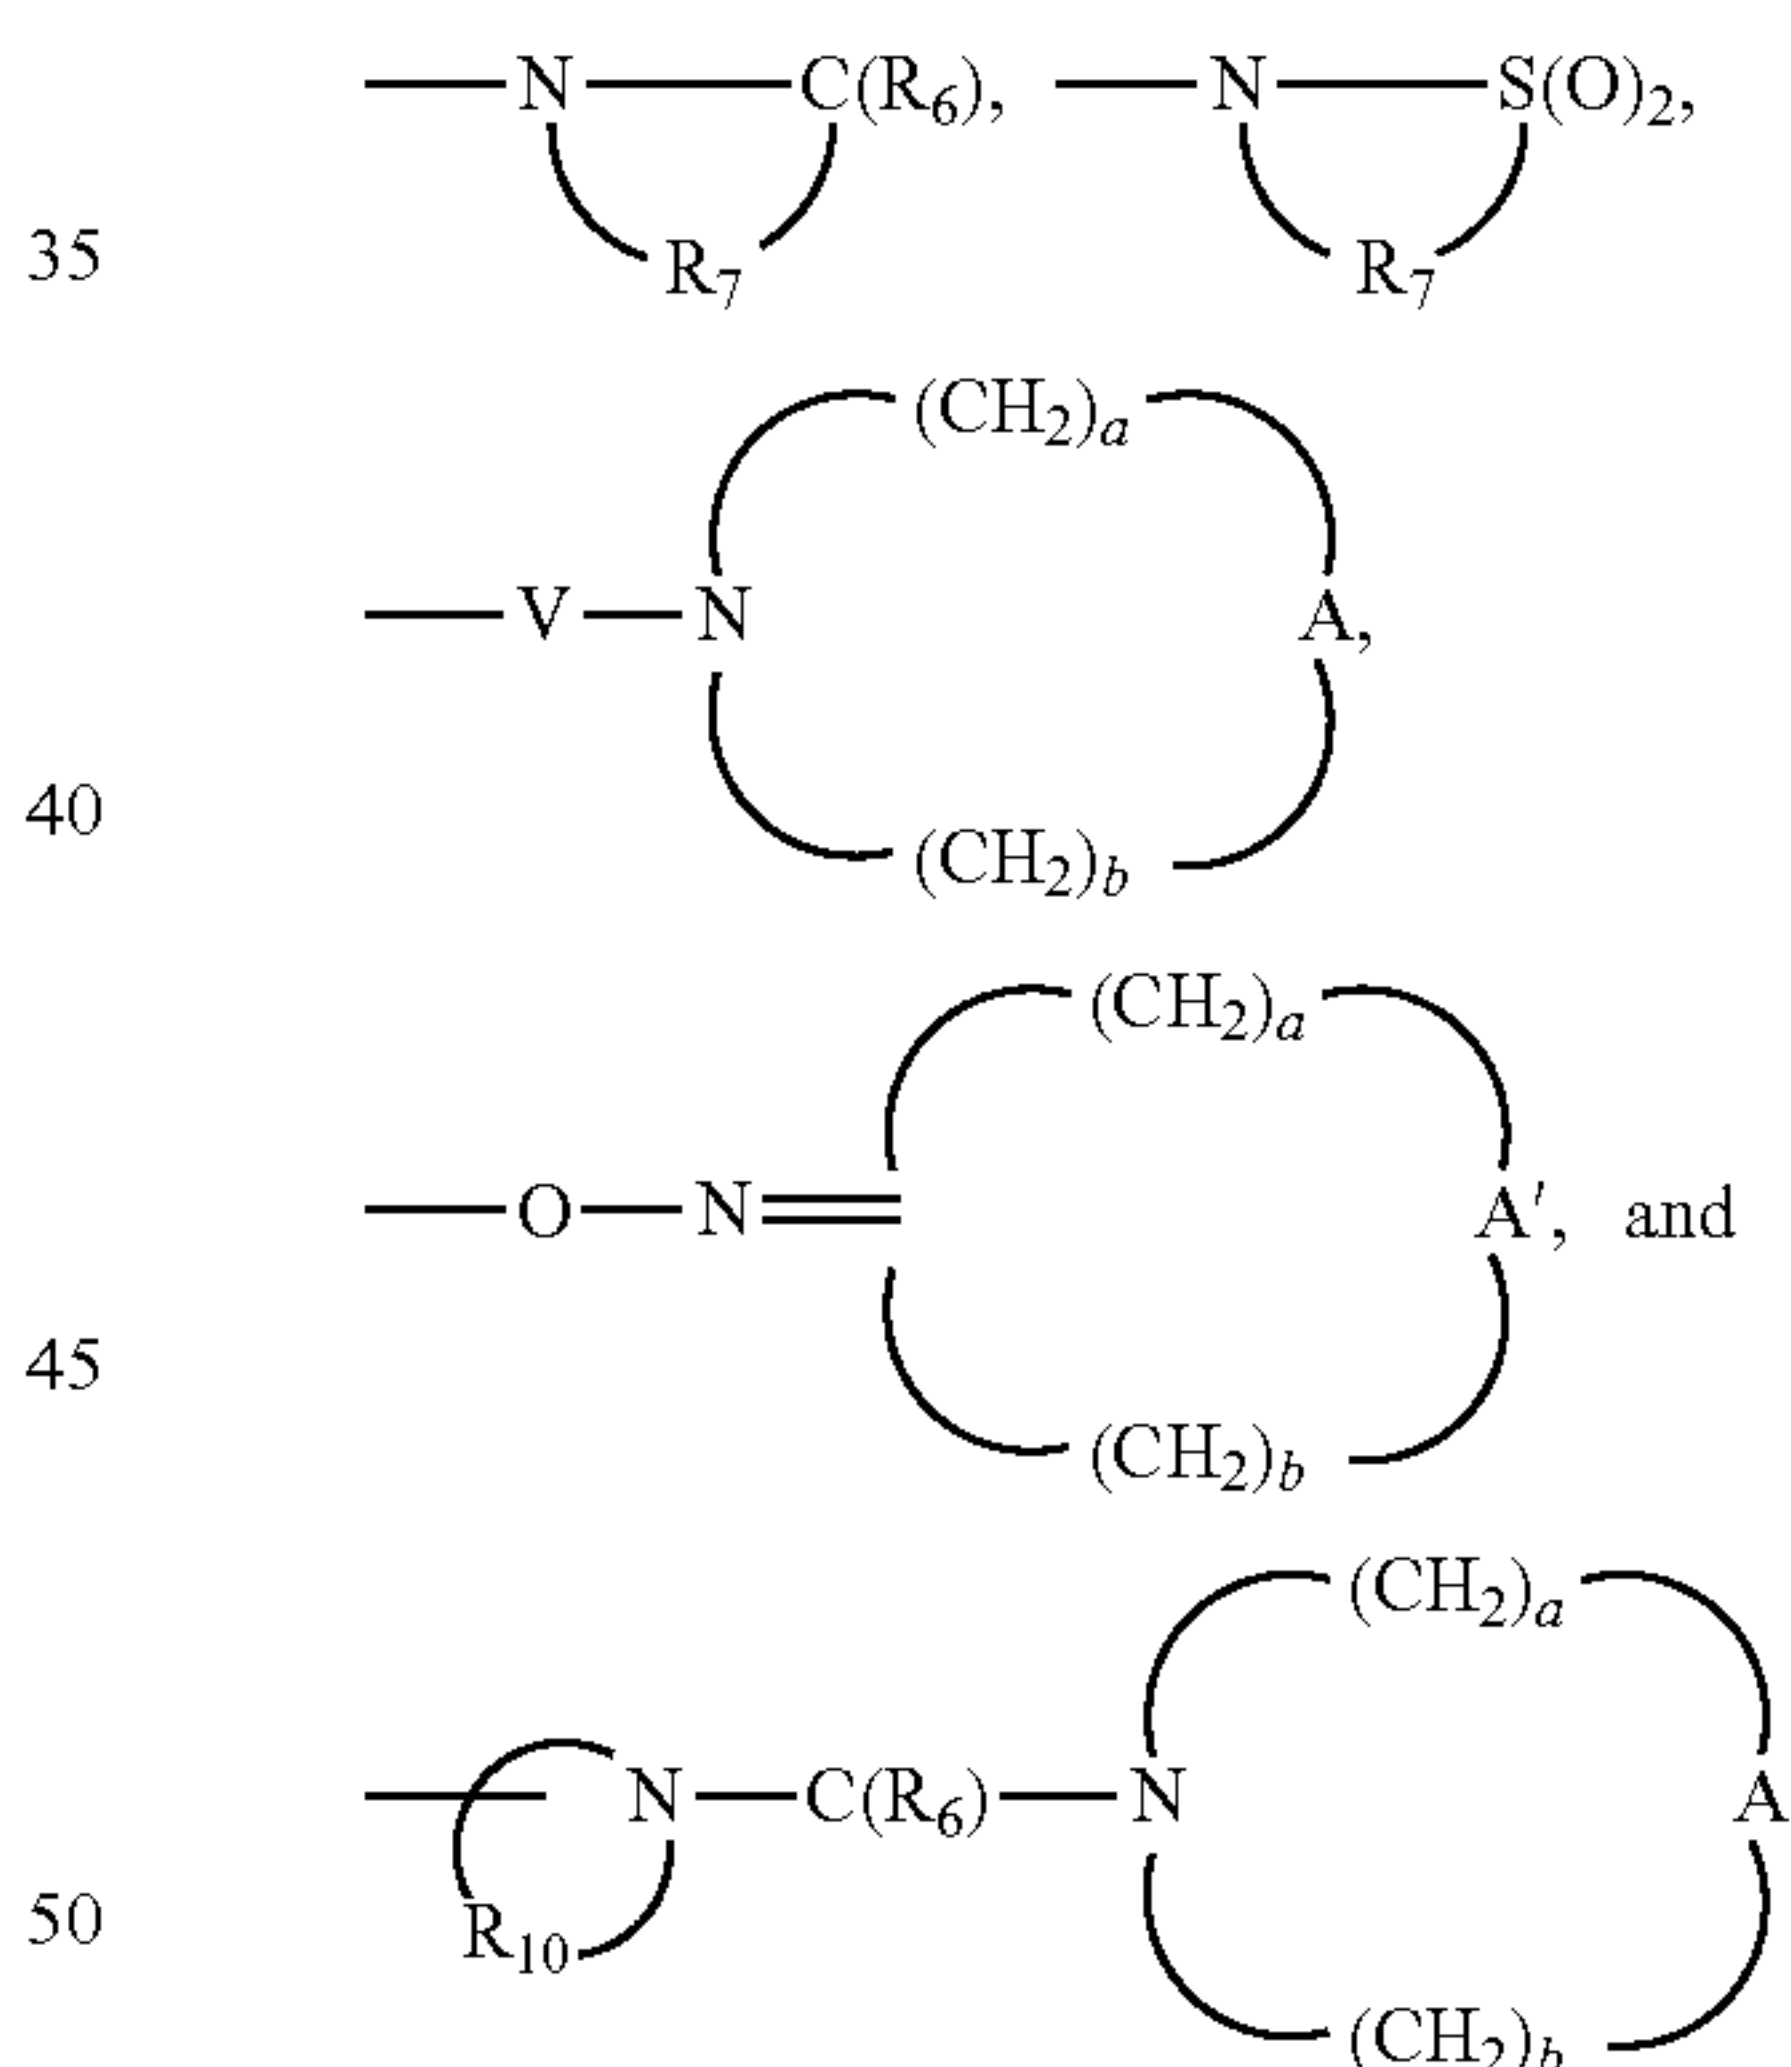 —N—C(R₆), —N—S(O)₂,
35
R₇ R₇
(CH₂)ₐ
—V—N A,
40
(CH₂)b
(CH₂)ₐ
—O—N= A′, and
45
(CH₂)b
(CH₂)ₐ
—N—C(R₆)—N A
50
R₁₀
(CH₂)b